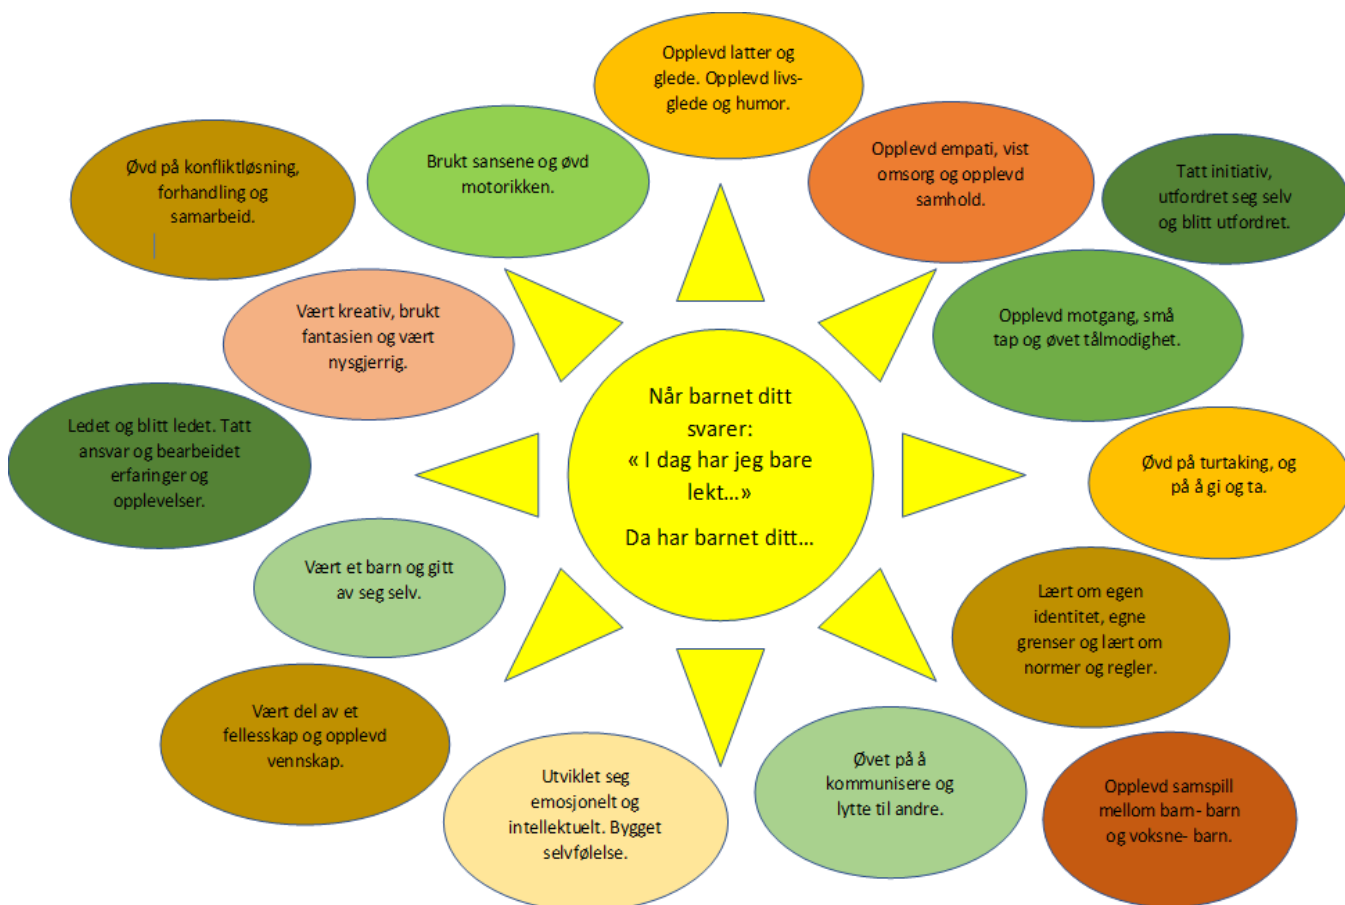 Opplevd latter og
glede. Opplevd livs-
glede og humor.
Brukt sansene og øvd
motorikken.
Opplevd empati, vist
omsorg og opplevd
samhold.
Øvd på konfliktløsning,
forhandling og
samarbeid.
Tatt initiativ,
utfordret seg selv
og blitt utfordret.
Vært kreativ, brukt
fantasien og vært
nysgjerrig.
Opplevd motgang, små
tap og øvet tålmodighet.
Når barnet ditt
svarer:
« I dag har jeg bare
lekt...»
Da har barnet ditt...
Ledet og blitt ledet. Tatt
ansvar og bearbeidet
erfaringer og
opplevelser.
Øvd på turtaking, og
på å gi og ta.
Vært et barn og gitt
av seg selv.
Lært om egen
identitet, egne
grenser og lært om
normer og regler.
Vært del av et
fellesskap og opplevd
vennskap.
Utviklet seg
emosjonelt og
intellektuelt. Bygget
selvfølelse.
Øvet på å
kommunisere og
lytte til andre.
Opplevd samspill
mellom barn- barn
og voksne- barn.